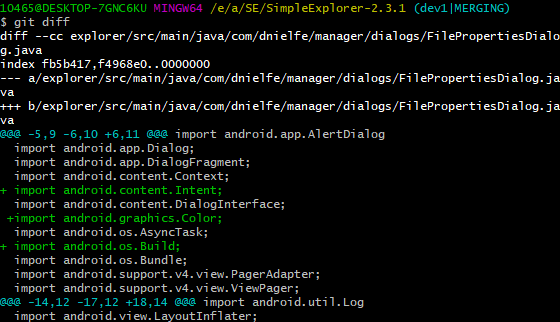 10465@DESKTOP-7GNC6KU MINGW64 /e/a/SE/SimpleExplorer-2.3.1 (dev1|MERGING)
$ git diff
diff --cc explorer/src/main/java/com/dnielfe/manager/dialogs/FilePropertiesDialo
g.java
index fb5b417,f4968e0..0000000
--- a/explorer/src/main/java/com/dnielfe/manager/dialogs/FilePropertiesDialog.ja
va
+++ b/explorer/src/main/java/com/dnielfe/manager/dialogs/FilePropertiesDialog.ja
va
@@@ -5,9 -6,10 +6,11 @@@ import android.app.AlertDialog
  import android.app.Dialog;
  import android.app.DialogFragment;
  import android.content.Context;
+ import android.content.Intent;
  import android.content.DialogInterface;
 +import android.graphics.Color;
  import android.os.AsyncTask;
+ import android.os.Build;
  import android.os.Bundle;
  import android.support.v4.view.PagerAdapter;
  import android.support.v4.view.ViewPager;
@@@ -14,12 -17,12 +18,14 @@@ import android.util.Log
  import android.view.LayoutInflater;